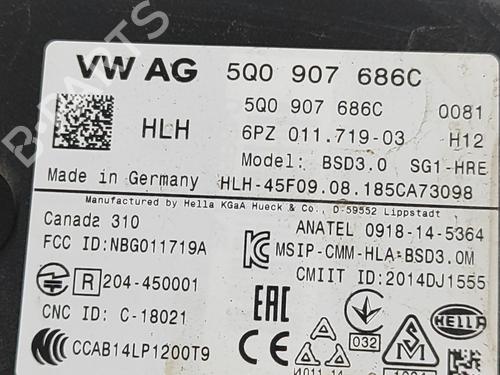 VW AG 5Q0 907 686C
5Q0 907 686C 0081
HLH 6PZ 011.719-03 H12
Model: BSD3.0 SG1-HRE
Made in Germany HLH-45F09.08.185CA73098
Manufactured by Hella KGaA Hueck & Co., D-59552 Lippstadt
Canada 310 ANATEL 0918-14-5364
FCC ID:NBG011719A MSIP-CMM-HLA-BSD3.0M
CMIIT ID:2014DJ1555
R 204-450001
CNC ID: C-18021 EAC 032 HELLA
CCAB14LP1200T9